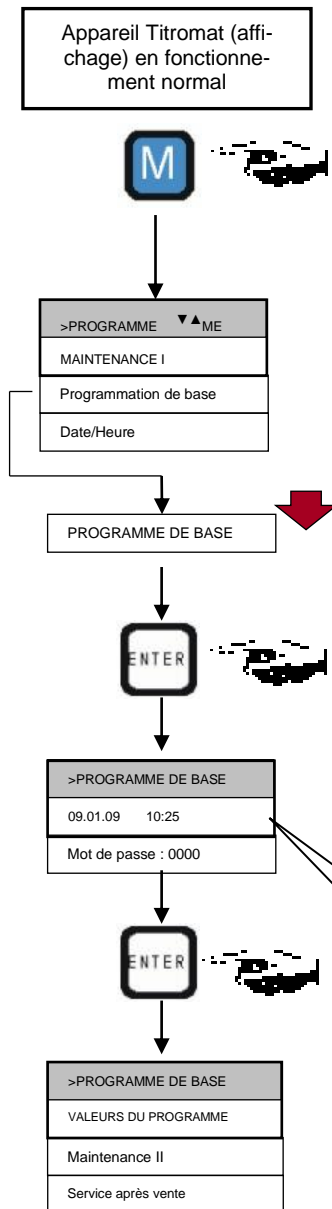 Appareil Titromat (affi-
chage) en fonctionne-
ment normal
M
>PROGRAMME ▼▲ME
MAINTENANCE I
Programmation de base
Date/Heure
PROGRAMME DE BASE
ENTER
>PROGRAMME DE BASE
09.01.09 10:25
Mot de passe : 0000
ENTER
>PROGRAMME DE BASE
VALEURS DU PROGRAMME
Maintenance II
Service après vente